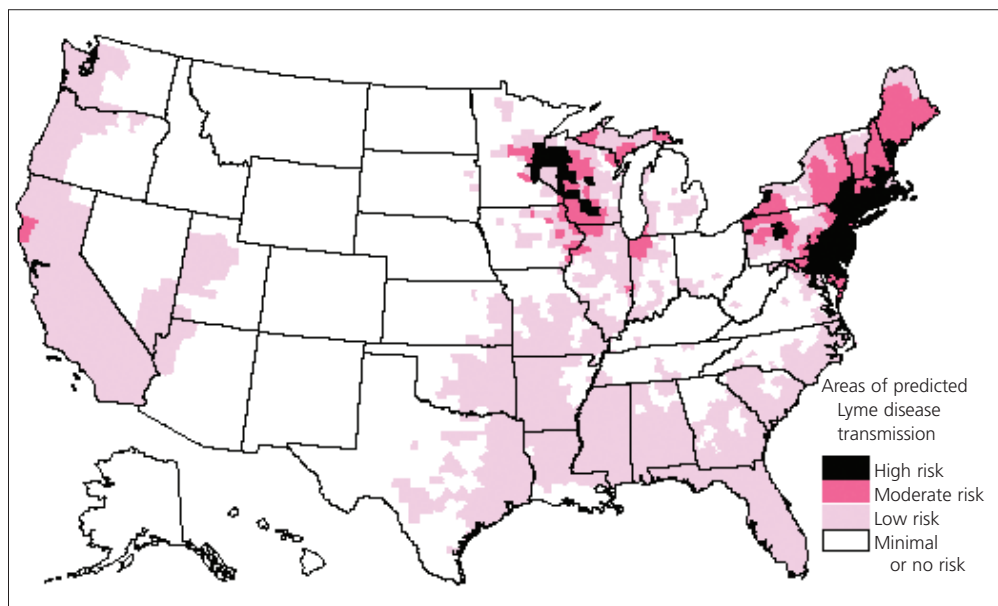 Areas of predicted
Lyme disease
transmission
High risk
Moderate risk
Low risk
Minimal
or no risk